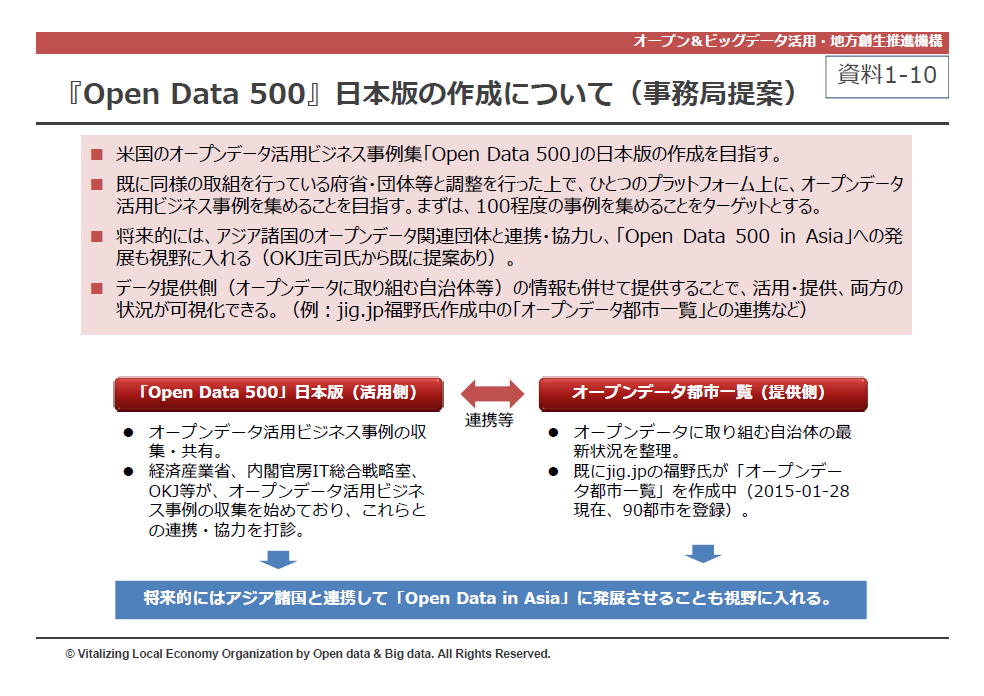 オープン＆ビッグデータ活用・地方創生推進機構
資料1-10
『Open Data 500』日本版の作成について（事務局提案）
■ 米国のオープンデータ活用ビジネス事例集「Open Data 500」の日本版の作成を目指す。
■ 既に同様の取組を行っている府省・団体等と調整を行った上で、ひとつのプラットフォーム上に、オープンデータ
活用ビジネス事例を集めることを目指す。まずは、100程度の事例を集めることをターゲットとする。
■ 将来的には、アジア諸国のオープンデータ関連団体と連携・協力し、「Open Data 500 in Asia」への発
展も視野に入れる（OKJ庄司氏から既に提案あり）。
■ データ提供側（オープンデータに取り組む自治体等）の情報も併せて提供することで、活用・提供、両方の
状況が可視化できる。（例：jig.jp福野氏作成中の「オープンデータ都市一覧」との連携など）
「Open Data 500」日本版（活用側）
● オープンデータ活用ビジネス事例の収
集・共有。
● 経済産業省、内閣官房IT総合戦略室、
OKJ等が、オープンデータ活用ビジネ
ス事例の収集を始めており、これらと
の連携・協力を打診。
連携等
オープンデータ都市一覧（提供側）
● オープンデータに取り組む自治体の最
新状況を整理。
● 既にjig.jpの福野氏が「オープンデー
タ都市一覧」を作成中（2015-01-28
現在、90都市を登録）。
将来的にはアジア諸国と連携して「Open Data in Asia」に発展させることも視野に入れる。
© Vitalizing Local Economy Organization by Open data & Big data. All Rights Reserved.